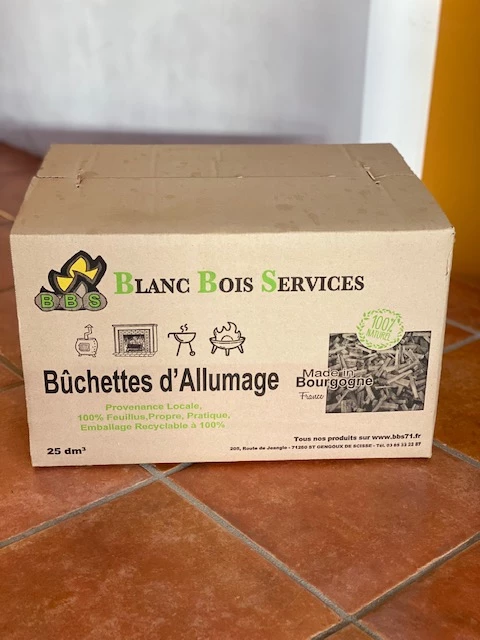 BBS
BLANC BOIS SERVICES
100%
NATUREL
Bûchettes d'Allumage
Made in
Bourgogne
France
Provenance Locale,
100% Feuillus,Propre, Pratique,
Emballage Recyclable à 100%
Tous nos produits sur www.bbs71.fr
25 dm³